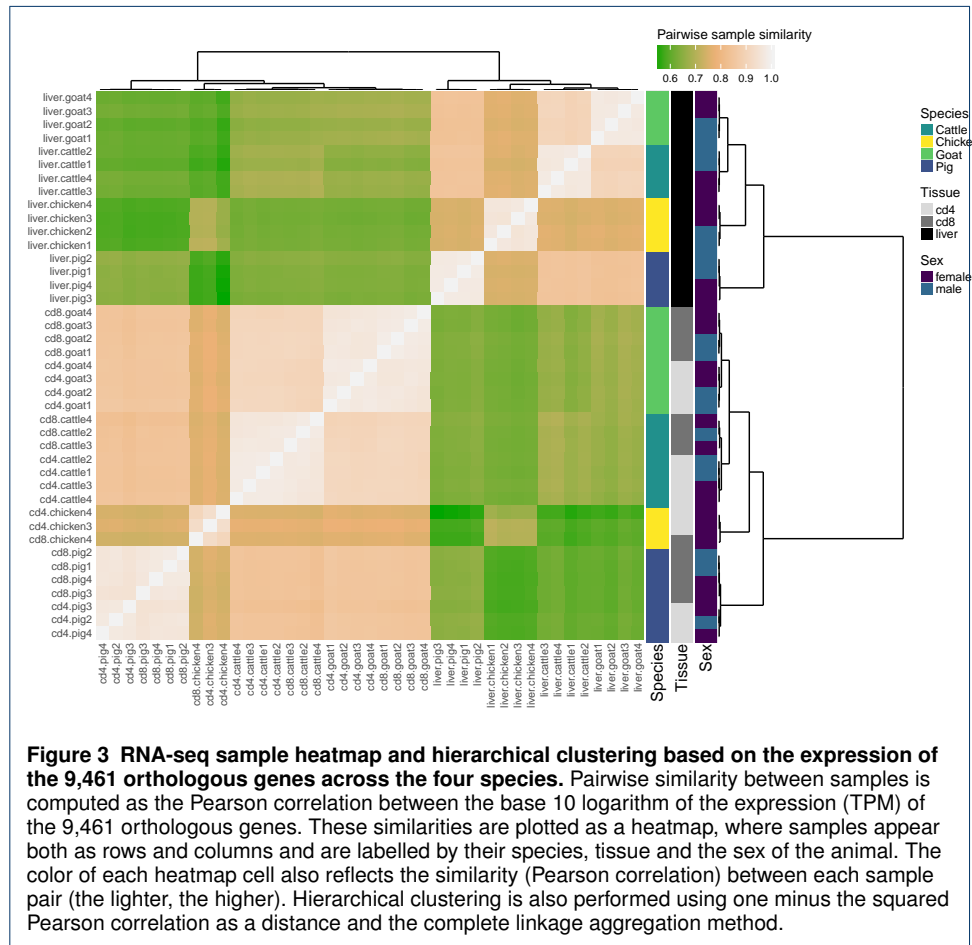 Pairwise sample similarity
0.6 0.7 0.8 0.9 1.0
liver.goat4
liver.goat3
liver.goat2
liver.goat1
liver.cattle2
liver.cattle1
liver.cattle4
liver.cattle3
liver.chicken4
liver.chicken3
liver.chicken2
liver.chicken1
liver.pig2
liver.pig1
liver.pig4
liver.pig3
cd8.goat4
cd8.goat3
cd8.goat2
cd8.goat1
cd4.goat4
cd4.goat3
cd4.goat2
cd4.goat1
cd8.cattle4
cd8.cattle2
cd8.cattle3
cd4.cattle2
cd4.cattle1
cd4.cattle3
cd4.cattle4
cd4.chicken4
cd4.chicken3
cd8.chicken4
cd8.pig2
cd8.pig1
cd8.pig4
cd8.pig3
cd4.pig3
cd4.pig2
cd4.pig4
cd4.pig4
cd4.pig2
cd4.pig3
cd8.pig3
cd8.pig4
cd8.pig1
cd8.pig2
cd8.chicken4
cd4.chicken3
cd4.chicken4
cd4.cattle4
cd4.cattle3
cd4.cattle1
cd4.cattle2
cd8.cattle3
cd8.cattle2
cd8.cattle4
cd4.goat1
cd4.goat2
cd4.goat3
cd4.goat4
cd8.goat1
cd8.goat2
cd8.goat3
cd8.goat4
liver.pig3
liver.pig4
liver.pig1
liver.pig2
liver.chicken1
liver.chicken2
liver.chicken3
liver.chicken4
liver.cattle3
liver.cattle4
liver.cattle1
liver.cattle2
liver.goat1
liver.goat2
liver.goat3
liver.goat4
Species
Tissue
Sex
Species
Cattle
Chicke
Goat
Pig
Tissue
cd4
cd8
liver
Sex
female
male
Figure 3 RNA-seq sample heatmap and hierarchical clustering based on the expression of
the 9,461 orthologous genes across the four species. Pairwise similarity between samples is
computed as the Pearson correlation between the base 10 logarithm of the expression (TPM) of
the 9,461 orthologous genes. These similarities are plotted as a heatmap, where samples appear
both as rows and columns and are labelled by their species, tissue and the sex of the animal. The
color of each heatmap cell also reflects the similarity (Pearson correlation) between each sample
pair (the lighter, the higher). Hierarchical clustering is also performed using one minus the squared
Pearson correlation as a distance and the complete linkage aggregation method.